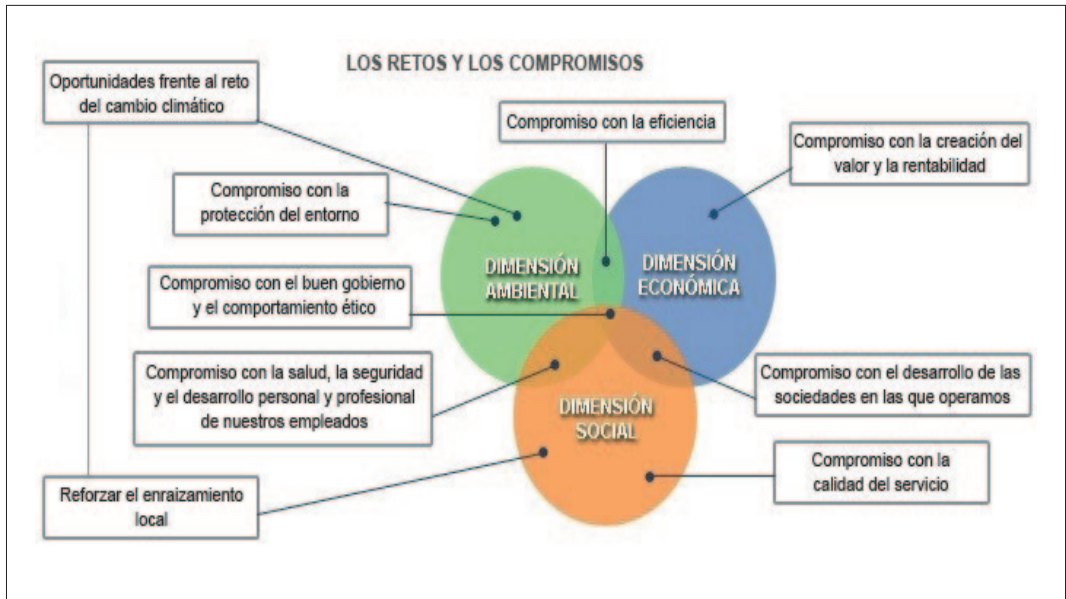 LOS RETOS Y LOS COMPROMISOS
Oportunidades frente al reto
del cambio climático
Compromiso con la eficiencia
Compromiso con la creación del
valor y la rentabilidad
Compromiso con la
protección del entorno
DIMENSIÓN
AMBIENTAL
DIMENSIÓN
ECONÓMICA
Compromiso con el buen gobierno
y el comportamiento ético
Compromiso con la salud, la seguridad
y el desarrollo personal y profesional
de nuestros empleados
Compromiso con el desarrollo de las
sociedades en las que operamos
DIMENSIÓN
SOCIAL
Compromiso con la
calidad del servicio
Reforzar el enraizamiento
local